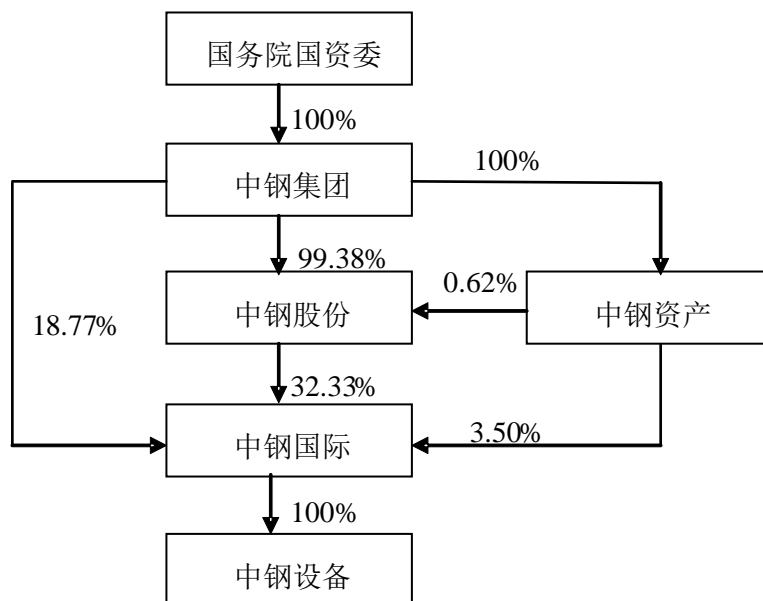 国务院国资委
100%
100%
中钢集团
99.38%
0.62%
中钢股份
中钢资产
18.77%
32.33%
中钢国际
3.50%
100%
中钢设备